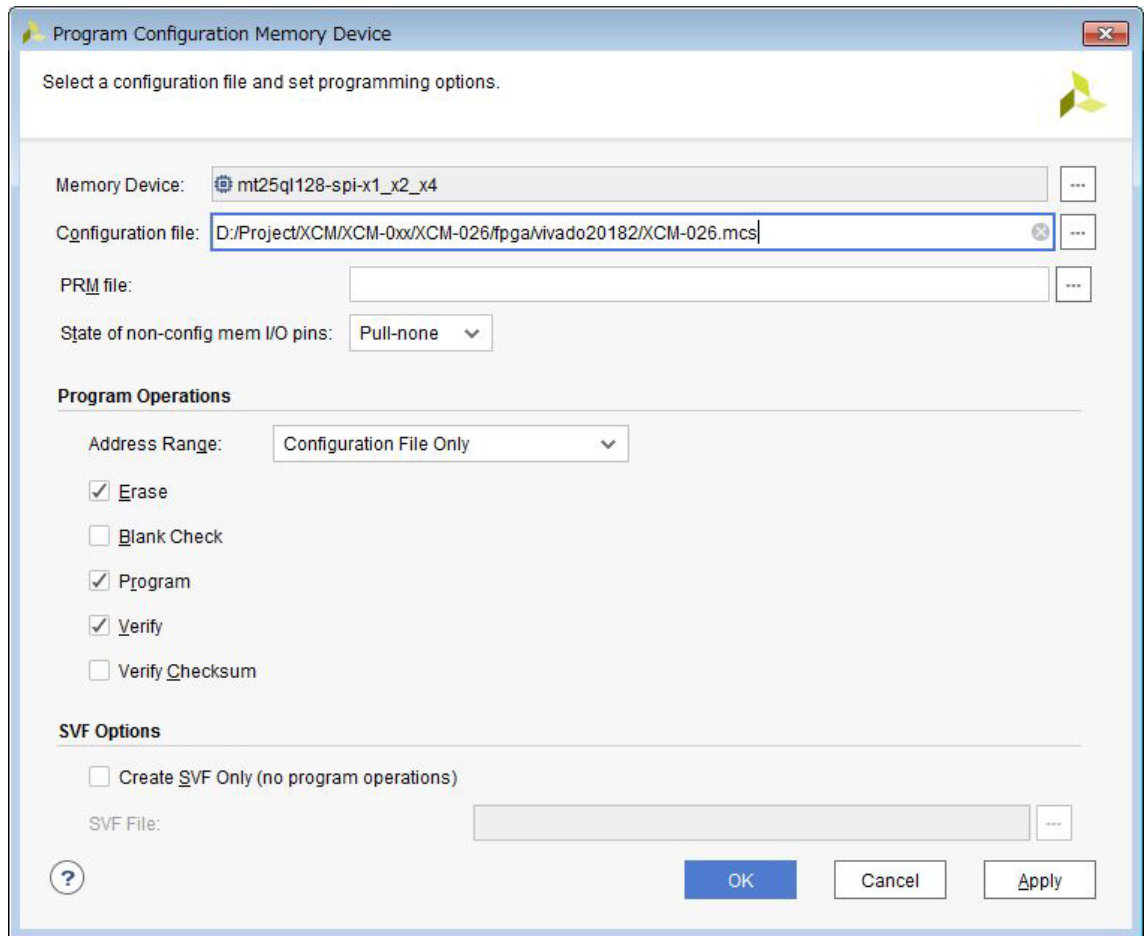 Program Configuration Memory Device
Select a configuration file and set programming options.
Memory Device: mt25ql128-spi-x1_x2_x4 ...
Configuration file: D:/Project/XCM/XCM-0xx/XCM-026/fpga/vivado20182/XCM-026.mcs ...
PRM file: ...
State of non-config mem I/O pins: Pull-none
Program Operations
Address Range: Configuration File Only
Erase
Blank Check
Program
Verify
Verify Checksum
SVF Options
Create SVF Only (no program operations)
SVF File: ...
? OK Cancel Apply